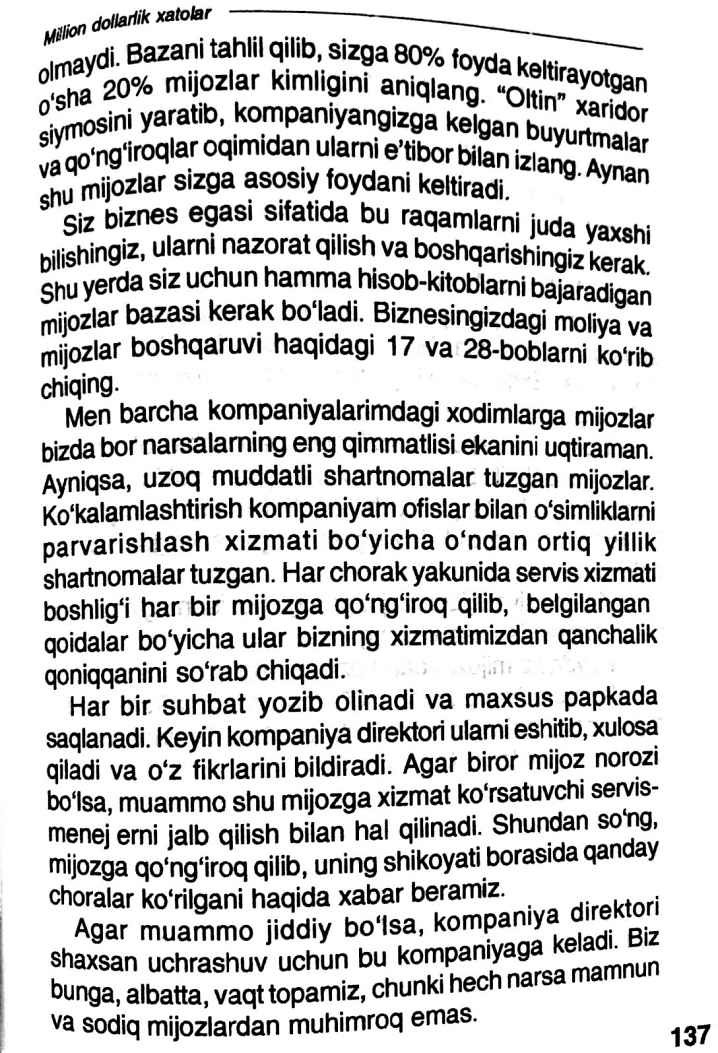 Million dollarlik xatolar
olmaydi. Bazani tahlil qilib, sizga 80% foyda keltirayotgan
o‘sha 20% mijozlar kimligini aniqlang. “Oltin” xaridor
siymosini yaratib, kompaniyangizga kelgan buyurtmalar
va qo‘ng‘iroqlar oqimidan ularni e’tibor bilan izlang. Aynan
shu mijozlar sizga asosiy foydani keltiradi.
Siz biznes egasi sifatida bu raqamlarni juda yaxshi
bilishingiz, ularni nazorat qilish va boshqarishingiz kerak.
Shu yerda siz uchun hamma hisob-kitoblarni bajaradigan
mijozlar bazasi kerak bo‘ladi. Biznesingizdagi moliya va
mijozlar boshqaruvi haqidagi 17 va 28-boblarni ko‘rib
chiqing.
Men barcha kompaniyalarimdagi xodimlarga mijozlar
bizda bor narsalarning eng qimmatlisi ekanini uqtiraman.
Ayniqsa, uzoq muddatli shartnomalar tuzgan mijozlar.
Ko‘kalamlashtirish kompaniyam ofislar bilan o‘simliklarni
parvarishlash xizmati bo‘yicha o‘ndan ortiq yillik
shartnomalar tuzgan. Har chorak yakunida servis xizmati
boshlig‘i har bir mijozga qo‘ng‘iroq qilib, belgilangan
qoidalar bo‘yicha ular bizning xizmatimizdan qanchalik
qoniqqanini so‘rab chiqadi.
Har bir suhbat yozib olinadi va maxsus papkada
saqlanadi. Keyin kompaniya direktori ularni eshitib, xulosa
qiladi va o‘z fikrlarini bildiradi. Agar biror mijoz norozi
bo‘lsa, muammo shu mijozga xizmat ko‘rsatuvchi servis-
menej erni jalb qilish bilan hal qilinadi. Shundan so‘ng,
mijozga qo‘ng‘iroq qilib, uning shikoyati borasida qanday
choralar ko‘rilgani haqida xabar beramiz.
Agar muammo jiddiy bo‘lsa, kompaniya direktori
shaxsan uchrashuv uchun bu kompaniyaga keladi. Biz
bunga, albatta, vaqt topamiz, chunki hech narsa mamnun
va sodiq mijozlardan muhimroq emas.
137